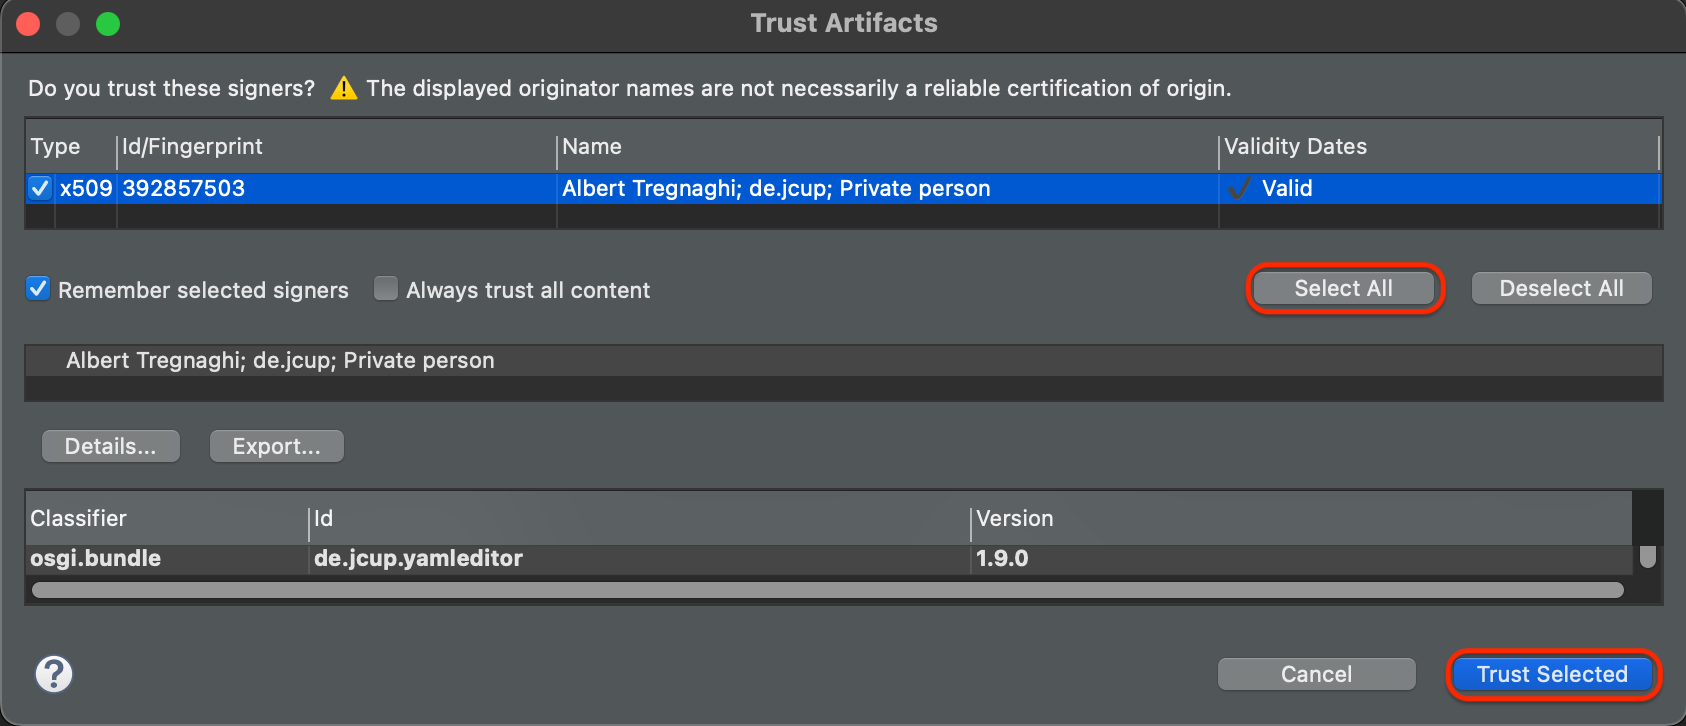 Trust Artifacts
Do you trust these signers? The displayed originator names are not necessarily a reliable certification of origin.
Type Id/Fingerprint Name Validity Dates
x509 392857503 Albert Tregnaghi; de.jcup; Private person Valid
Remember selected signers Always trust all content Select All Deselect All
Albert Tregnaghi; de.jcup; Private person
Details... Export...
Classifier Id Version
osgi.bundle de.jcup.yamleditor 1.9.0
? Cancel Trust Selected